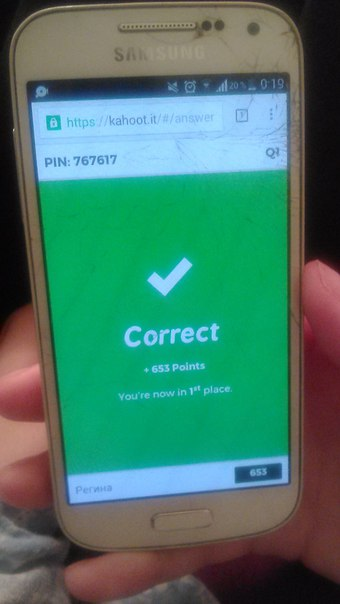 SAMSUNG
20% 0:19
https://kahoot.it/#/answer
PIN: 767617
Correct
+ 653 Points
You're now in 1st place.
Регина 653